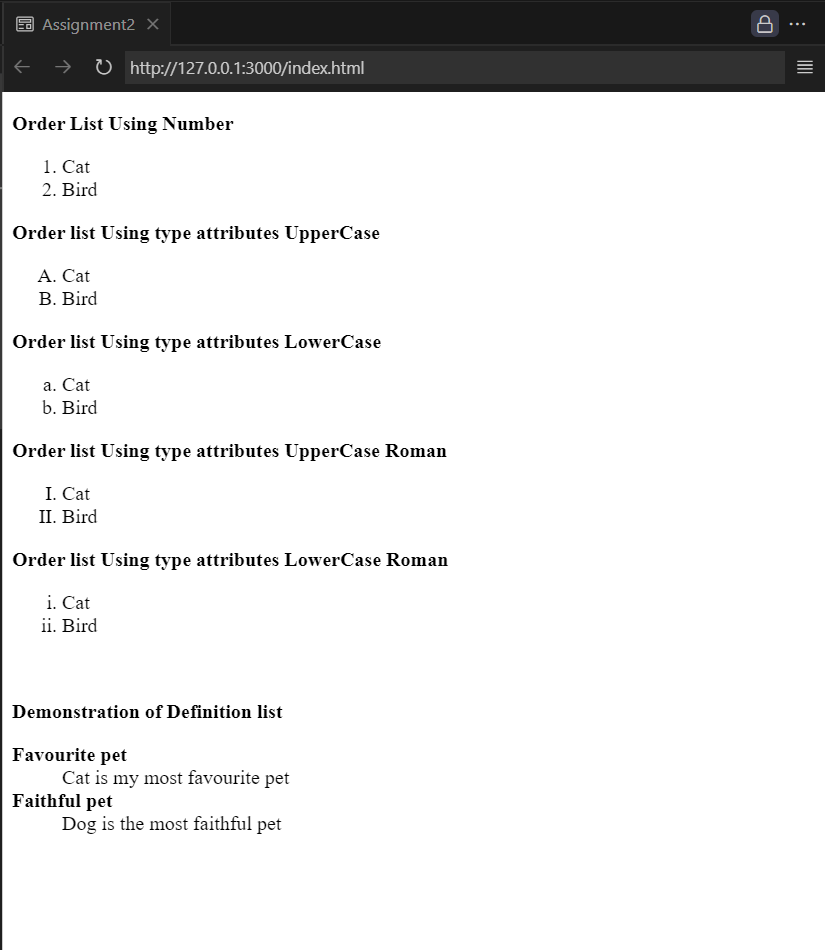 Assignment2
http://127.0.0.1:3000/index.html
Order List Using Number
1. Cat
2. Bird
Order list Using type attributes UpperCase
A. Cat
B. Bird
Order list Using type attributes LowerCase
a. Cat
b. Bird
Order list Using type attributes UpperCase Roman
I. Cat
II. Bird
Order list Using type attributes LowerCase Roman
i. Cat
ii. Bird
Demonstration of Definition list
Favourite pet
Cat is my most favourite pet
Faithful pet
Dog is the most faithful pet